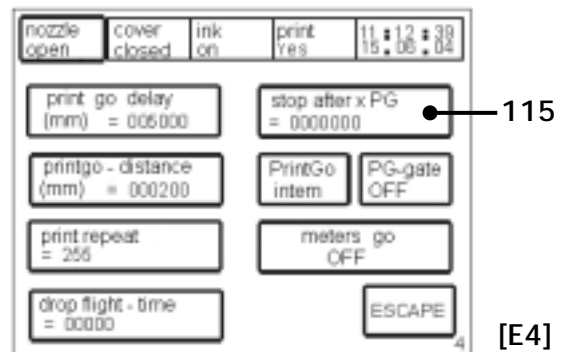 nozzle open
cover closed
ink on
print Yes
11:12:39
15.06.04
print go delay
(mm) = 005000
stop after x PG
= 0000000
115
printgo - distance
(mm) = 000200
PrintGo
intern
PG-gate
OFF
print repeat
= 256
meters go
OFF
drop flight - time
= 00000
ESCAPE
4
[E4]